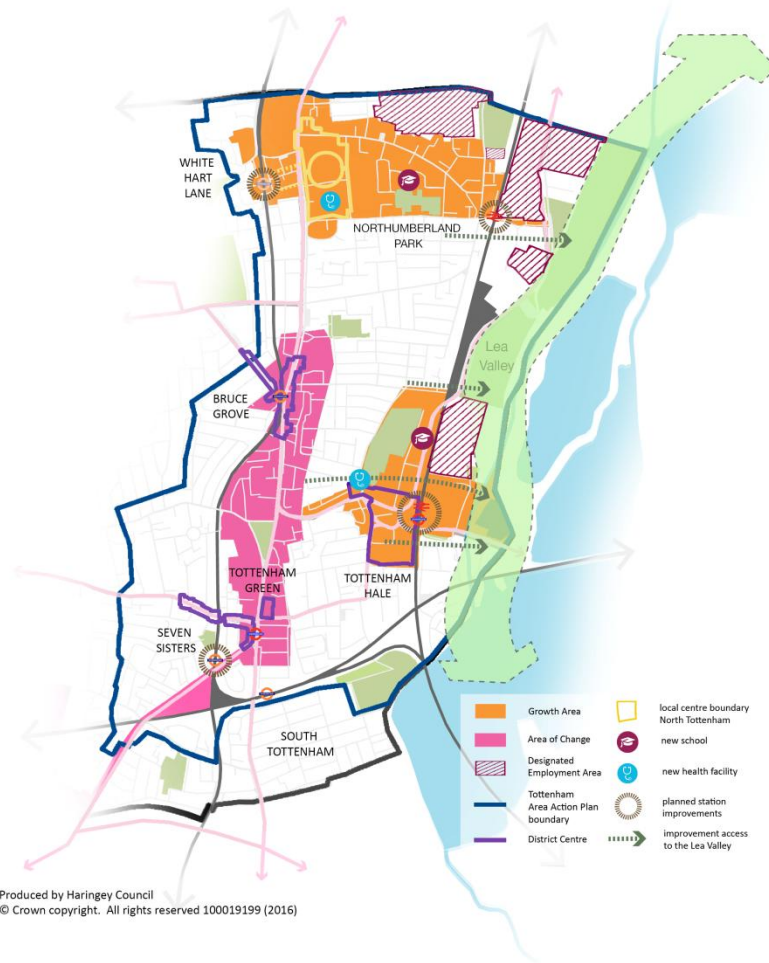 WHITE
HART
LANE
NORTHUMBERLAND
PARK
Lea
Valley
BRUCE
GROVE
TOTTENHAM
GREEN
TOTTENHAM
HALE
SEVEN
SISTERS
SOUTH
TOTTENHAM
Growth Area
Area of Change
Designated
Employment Area
Tottenham
Area Action Plan
boundary
District Centre
local centre boundary
North Tottenham
new school
new health facility
planned station
improvements
improvement access
to the Lea Valley
Produced by Haringey Council
© Crown copyright. All rights reserved 100019199 (2016)